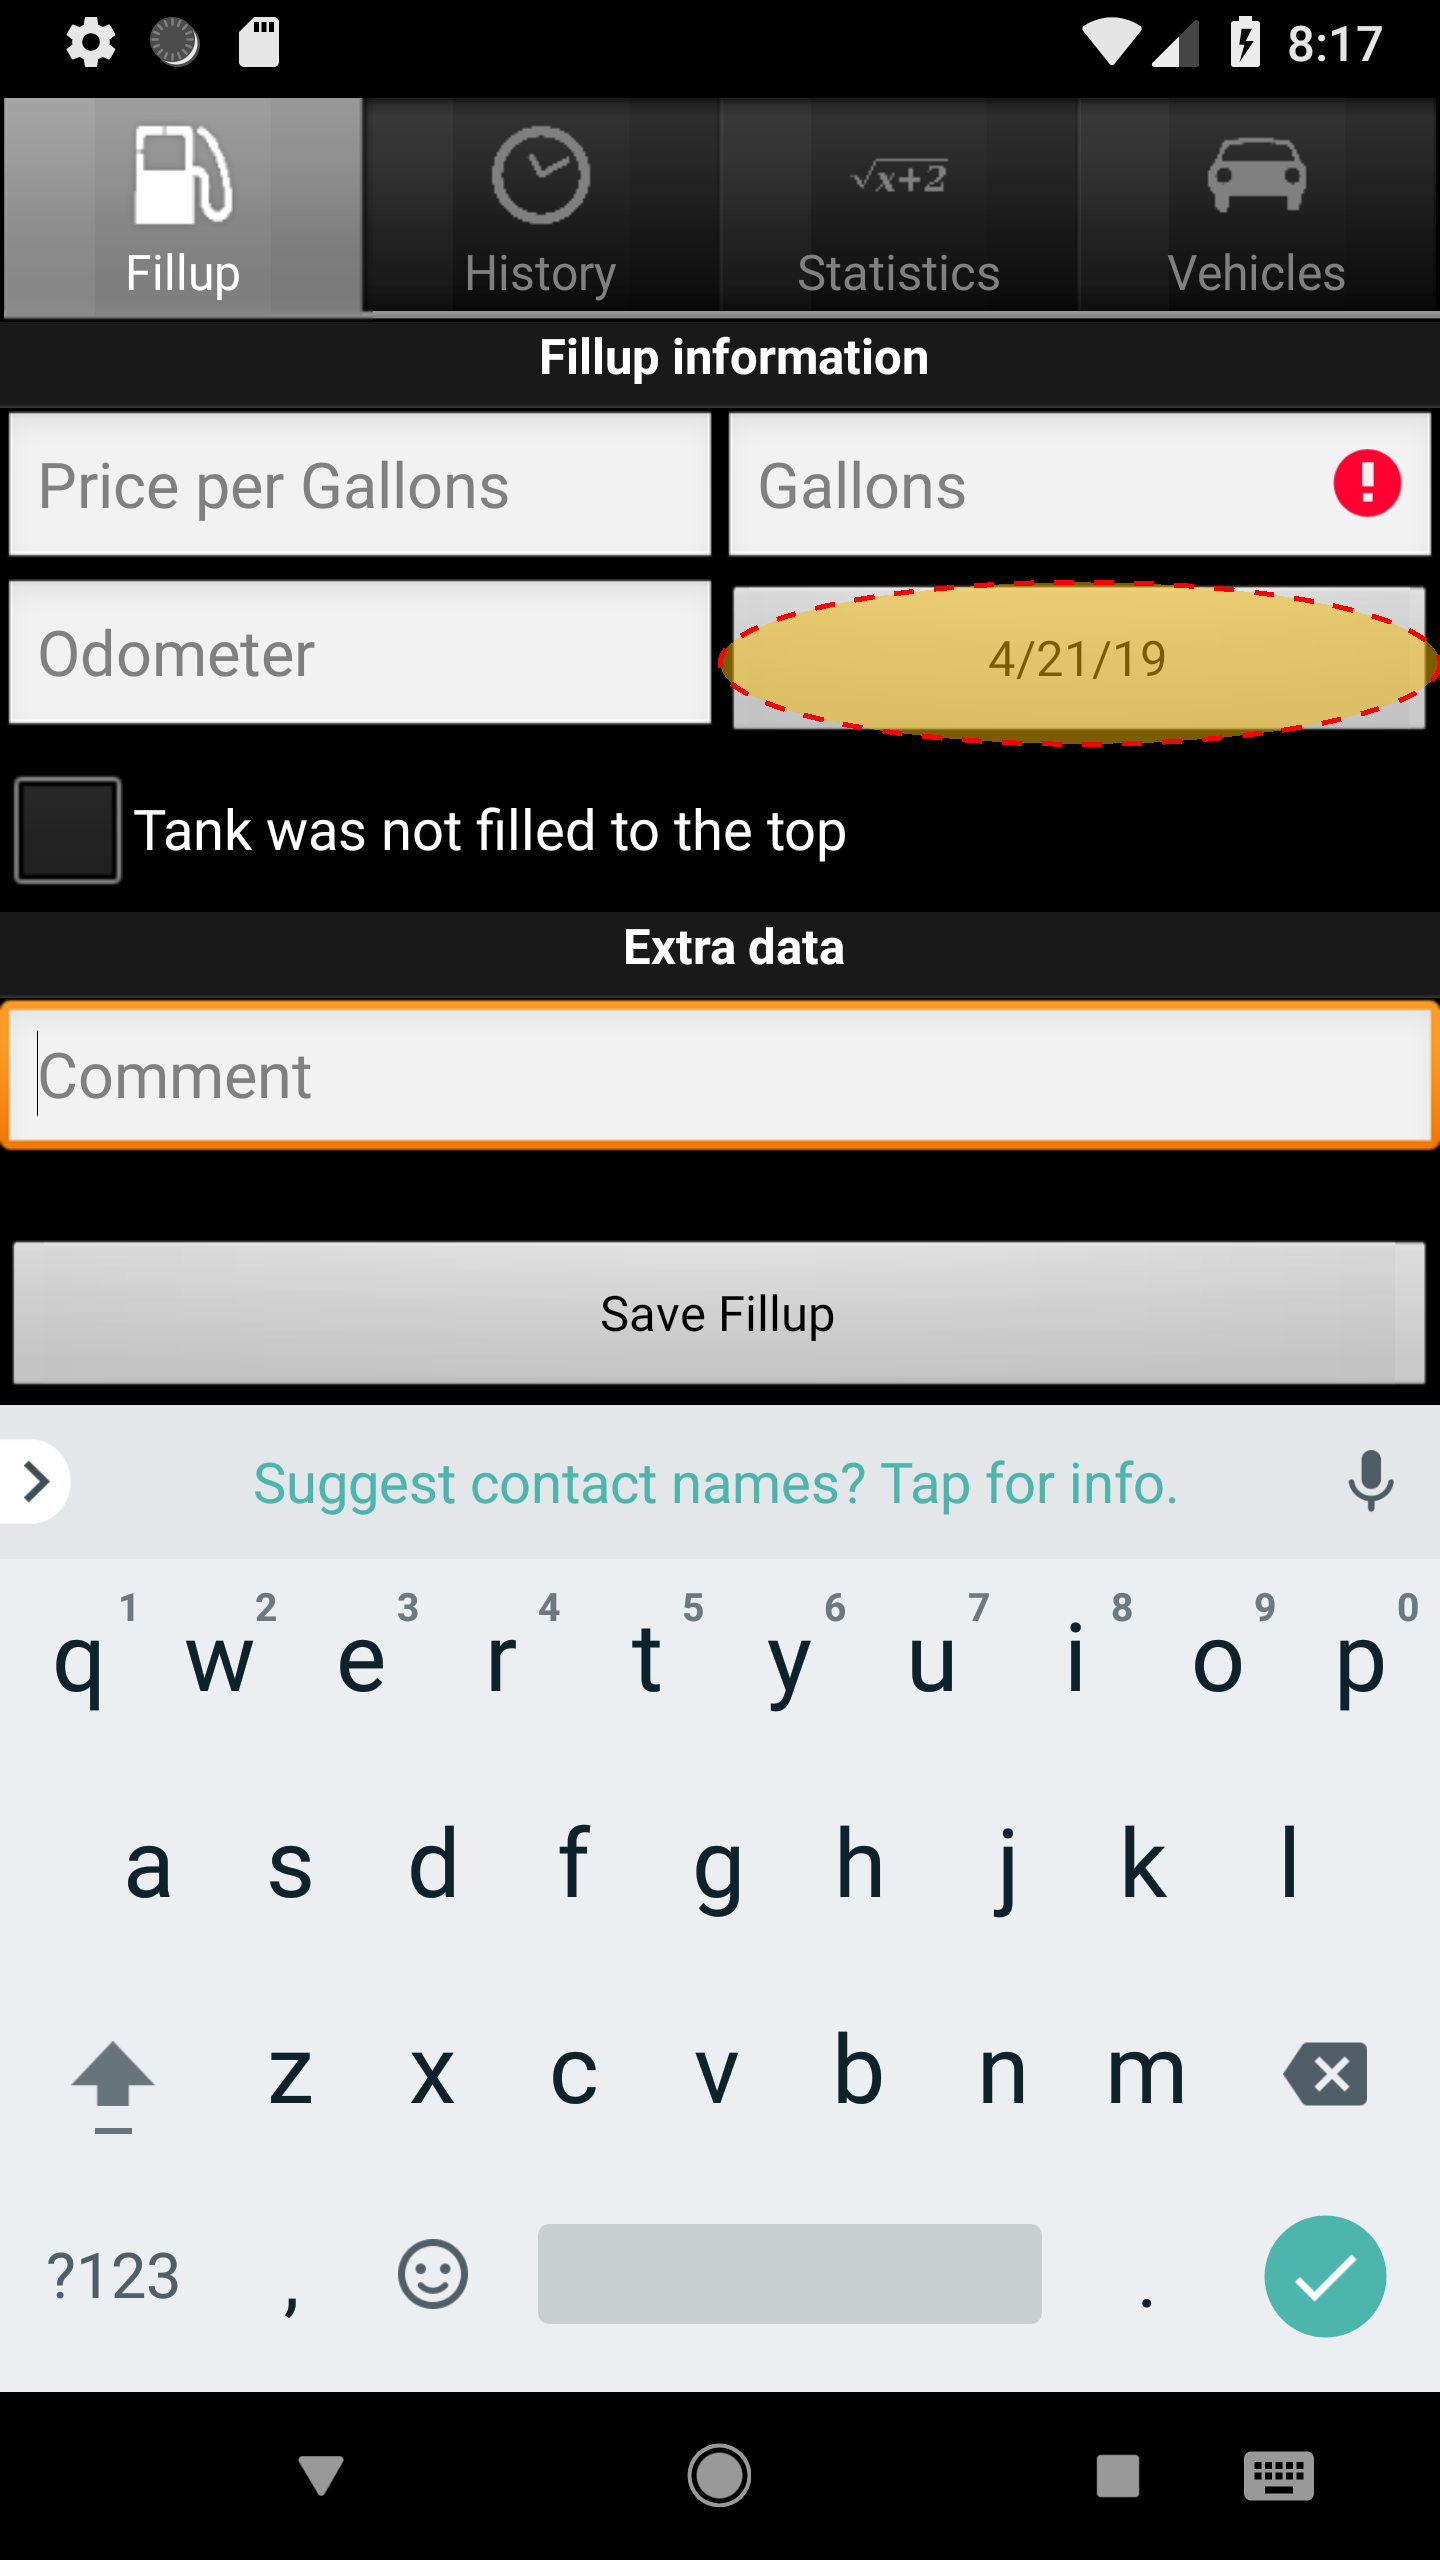 8:17
Fillup History √x+2 Statistics Vehicles
Fillup information
Price per Gallons Gallons
Odometer 4/21/19
Tank was not filled to the top
Extra data
Comment
Save Fillup
Suggest contact names? Tap for info.
1 2 3 4 5 6 7 8 9 0
q w e r t y u i o p
a s d f g h j k l
z x c v b n m
?123 , .